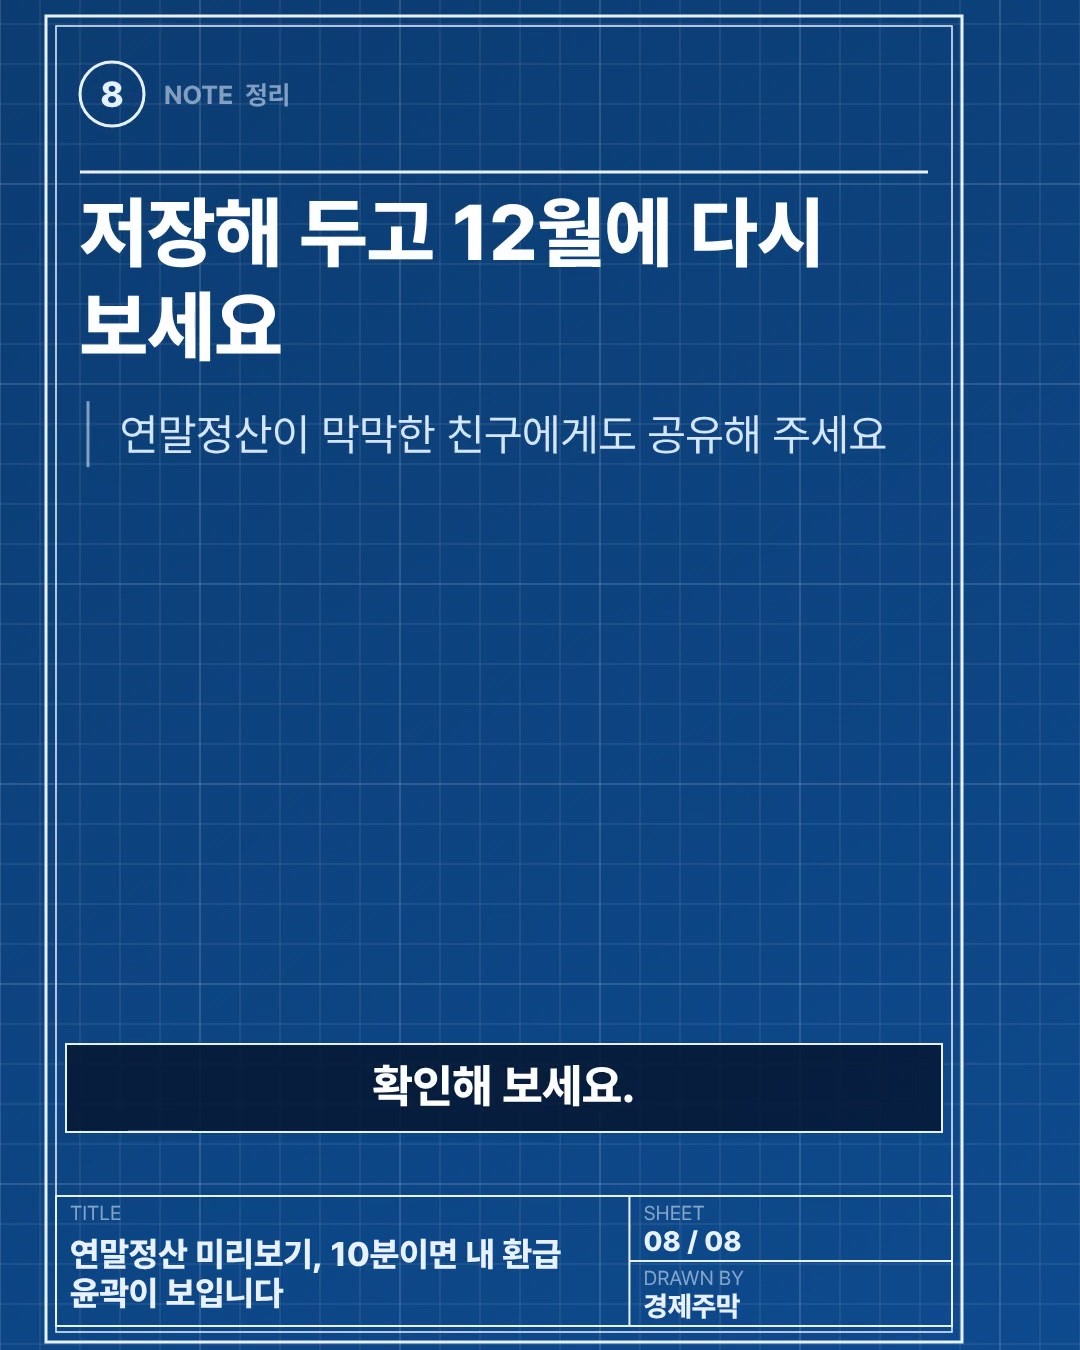 8
NOTE 정리
저장해 두고 12월에 다시
보세요
연말정산이 막막한 친구에게도 공유해 주세요
확인해 보세요.
TITLE
연말정산 미리보기, 10분이면 내 환급
윤곽이 보입니다
SHEET
08 / 08
DRAWN BY
경제주막